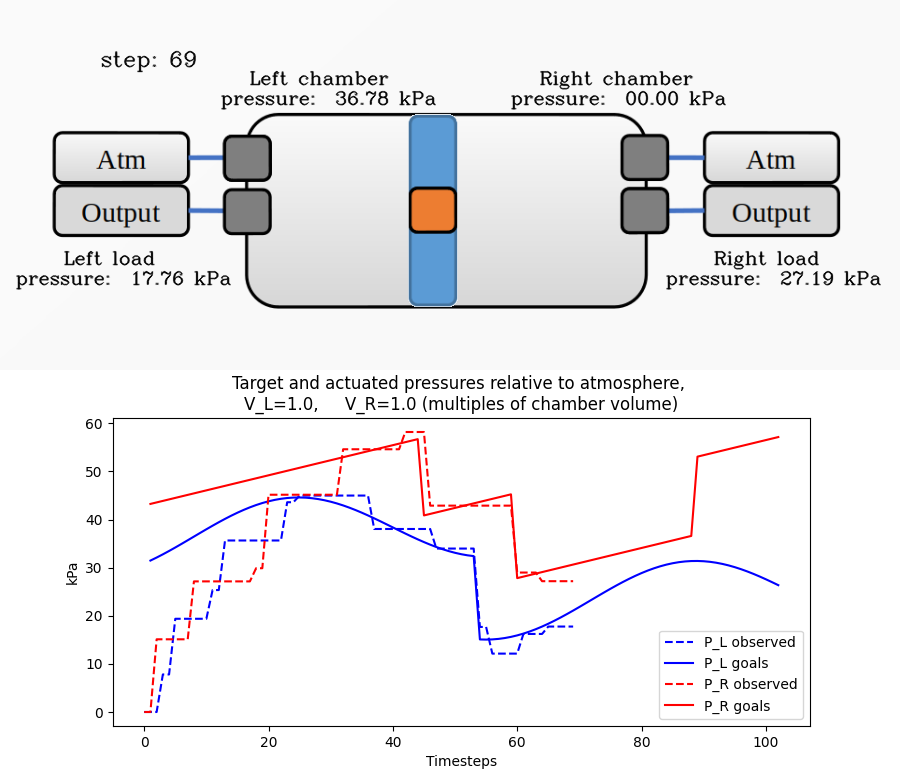 step: 69
Left chamber
pressure: 36.78 kPa
Right chamber
pressure: 00.00 kPa
Atm
Output
Atm
Output
Left load
pressure: 17.76 kPa
Right load
pressure: 27.19 kPa
Target and actuated pressures relative to atmosphere,
V_L=1.0, V_R=1.0 (multiples of chamber volume)
60
50
40
30
20
10
0
kPa
0 20 40 60 80 100
Timesteps
P_L observed
P_L goals
P_R observed
P_R goals